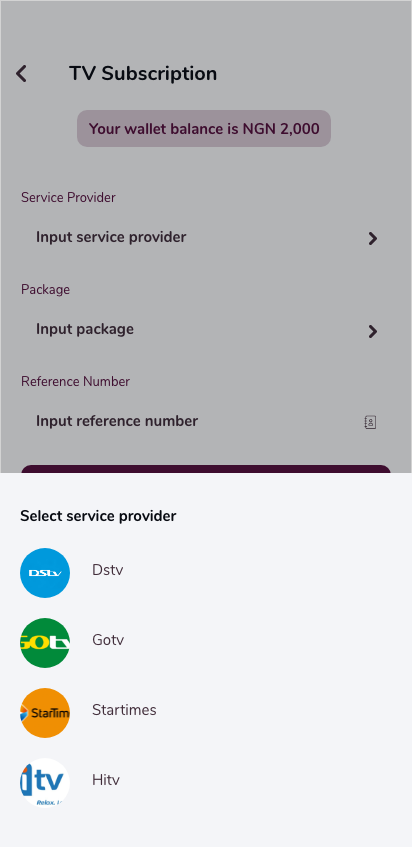 TV Subscription
Your wallet balance is NGN 2,000
Service Provider
Input service provider
Package
Input package
Reference Number
Input reference number
Select service provider
DStv
Dstv
GOtv
Gotv
StarTim
Startimes
itv
Relax.
Hitv